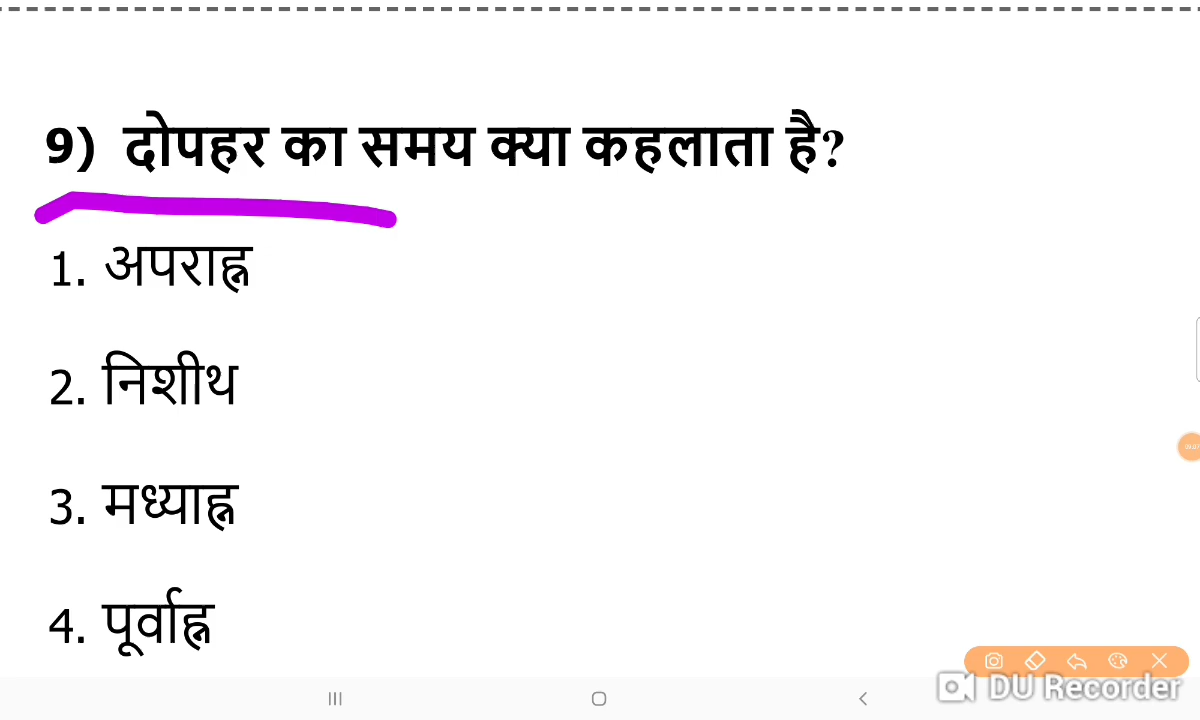 9) दोपहर का समय क्या कहलाता है?
1. अपराह्न
2. निशीथ
3. मध्याह्न
4. पूर्वाह्न
DU Recorder